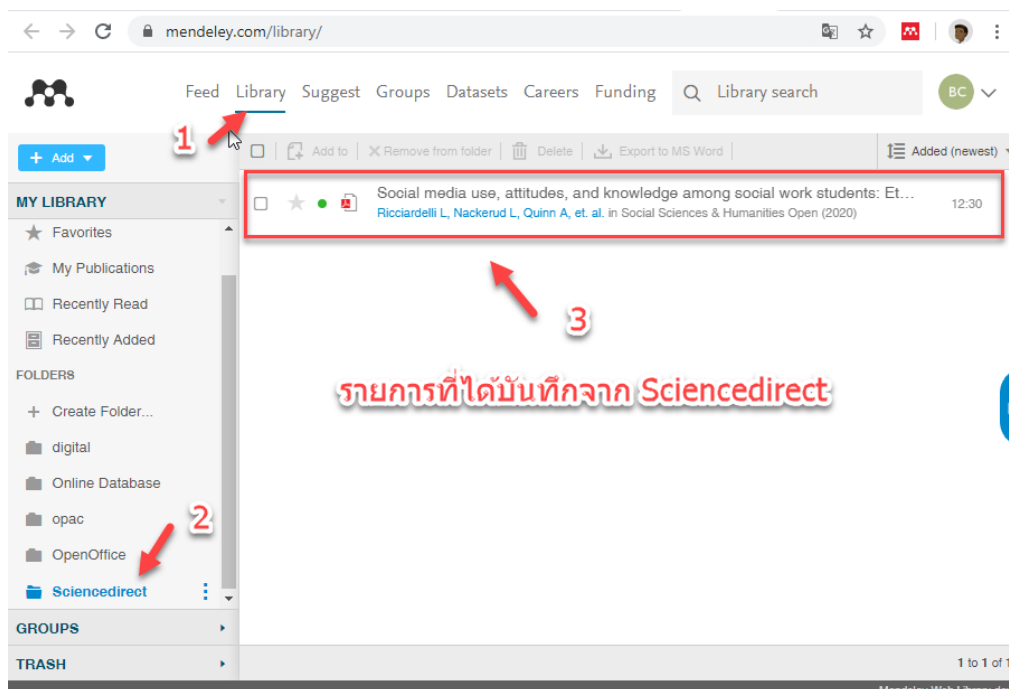 mendeley.com/library/
Feed Library Suggest Groups Datasets Careers Funding Library search BC
1
+ Add
Add to Remove from folder Delete Export to MS Word Added (newest)
MY LIBRARY
Favorites
My Publications
Recently Read
Recently Added
FOLDERS
+ Create Folder...
digital
Online Database
opac
OpenOffice
Sciencedirect
GROUPS
TRASH
2
Social media use, attitudes, and knowledge among social work students: Et...
Ricciardelli L, Nackerud L, Quinn A, et. al. in Social Sciences & Humanities Open (2020)
12:30
3
รายการที่ได้บันทึกจาก Sciencedirect
1 to 1 of 1